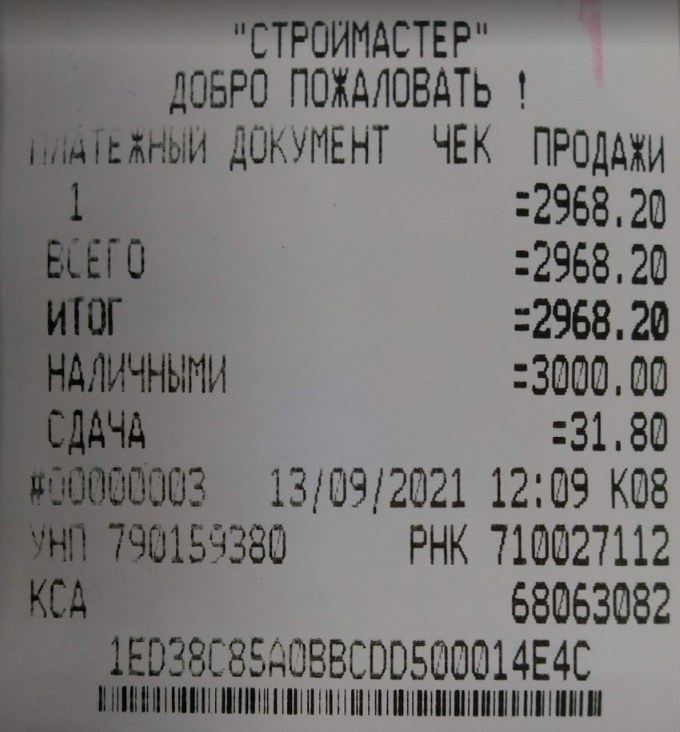 "СТРОЙМАСТЕР"
ДОБРО ПОЖАЛОВАТЬ !
ПЛАТЕЖНЫЙ ДОКУМЕНТ ЧЕК ПРОДАЖИ
1 =2968.20
ВСЕГО =2968.20
ИТОГ =2968.20
НАЛИЧНЫМИ =3000.00
СДАЧА =31.80
#00000003 13/09/2021 12:09 К08
УНП 790159380 РНК 710027112
КСА 68063082
1ED38C85A0BBCDD500014E4C